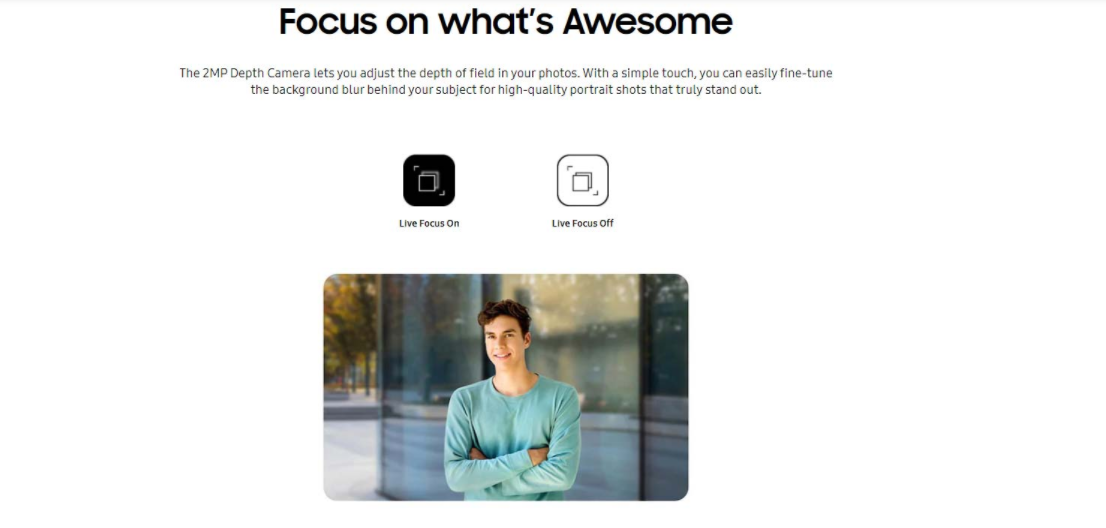 Focus on what's Awesome
The 2MP Depth Camera lets you adjust the depth of field in your photos. With a simple touch, you can easily fine-tune
the background blur behind your subject for high-quality portrait shots that truly stand out.
Live Focus On
Live Focus Off